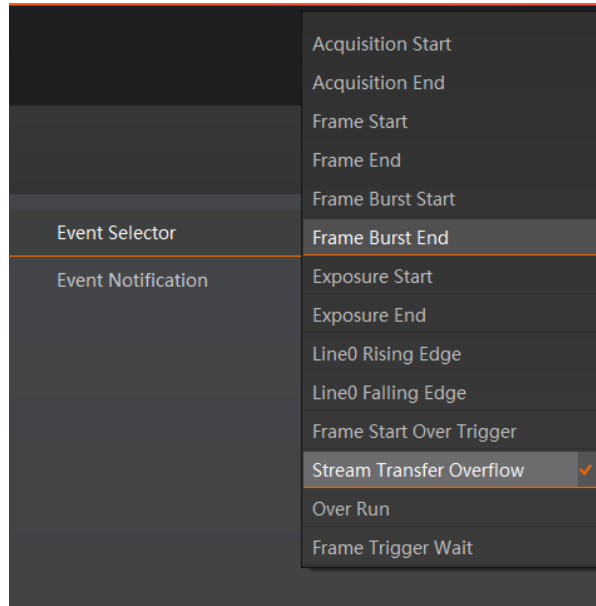 Event Selector
Event Notification
Acquisition Start
Acquisition End
Frame Start
Frame End
Frame Burst Start
Frame Burst End
Exposure Start
Exposure End
Line0 Rising Edge
Line0 Falling Edge
Frame Start Over Trigger
Stream Transfer Overflow
Over Run
Frame Trigger Wait